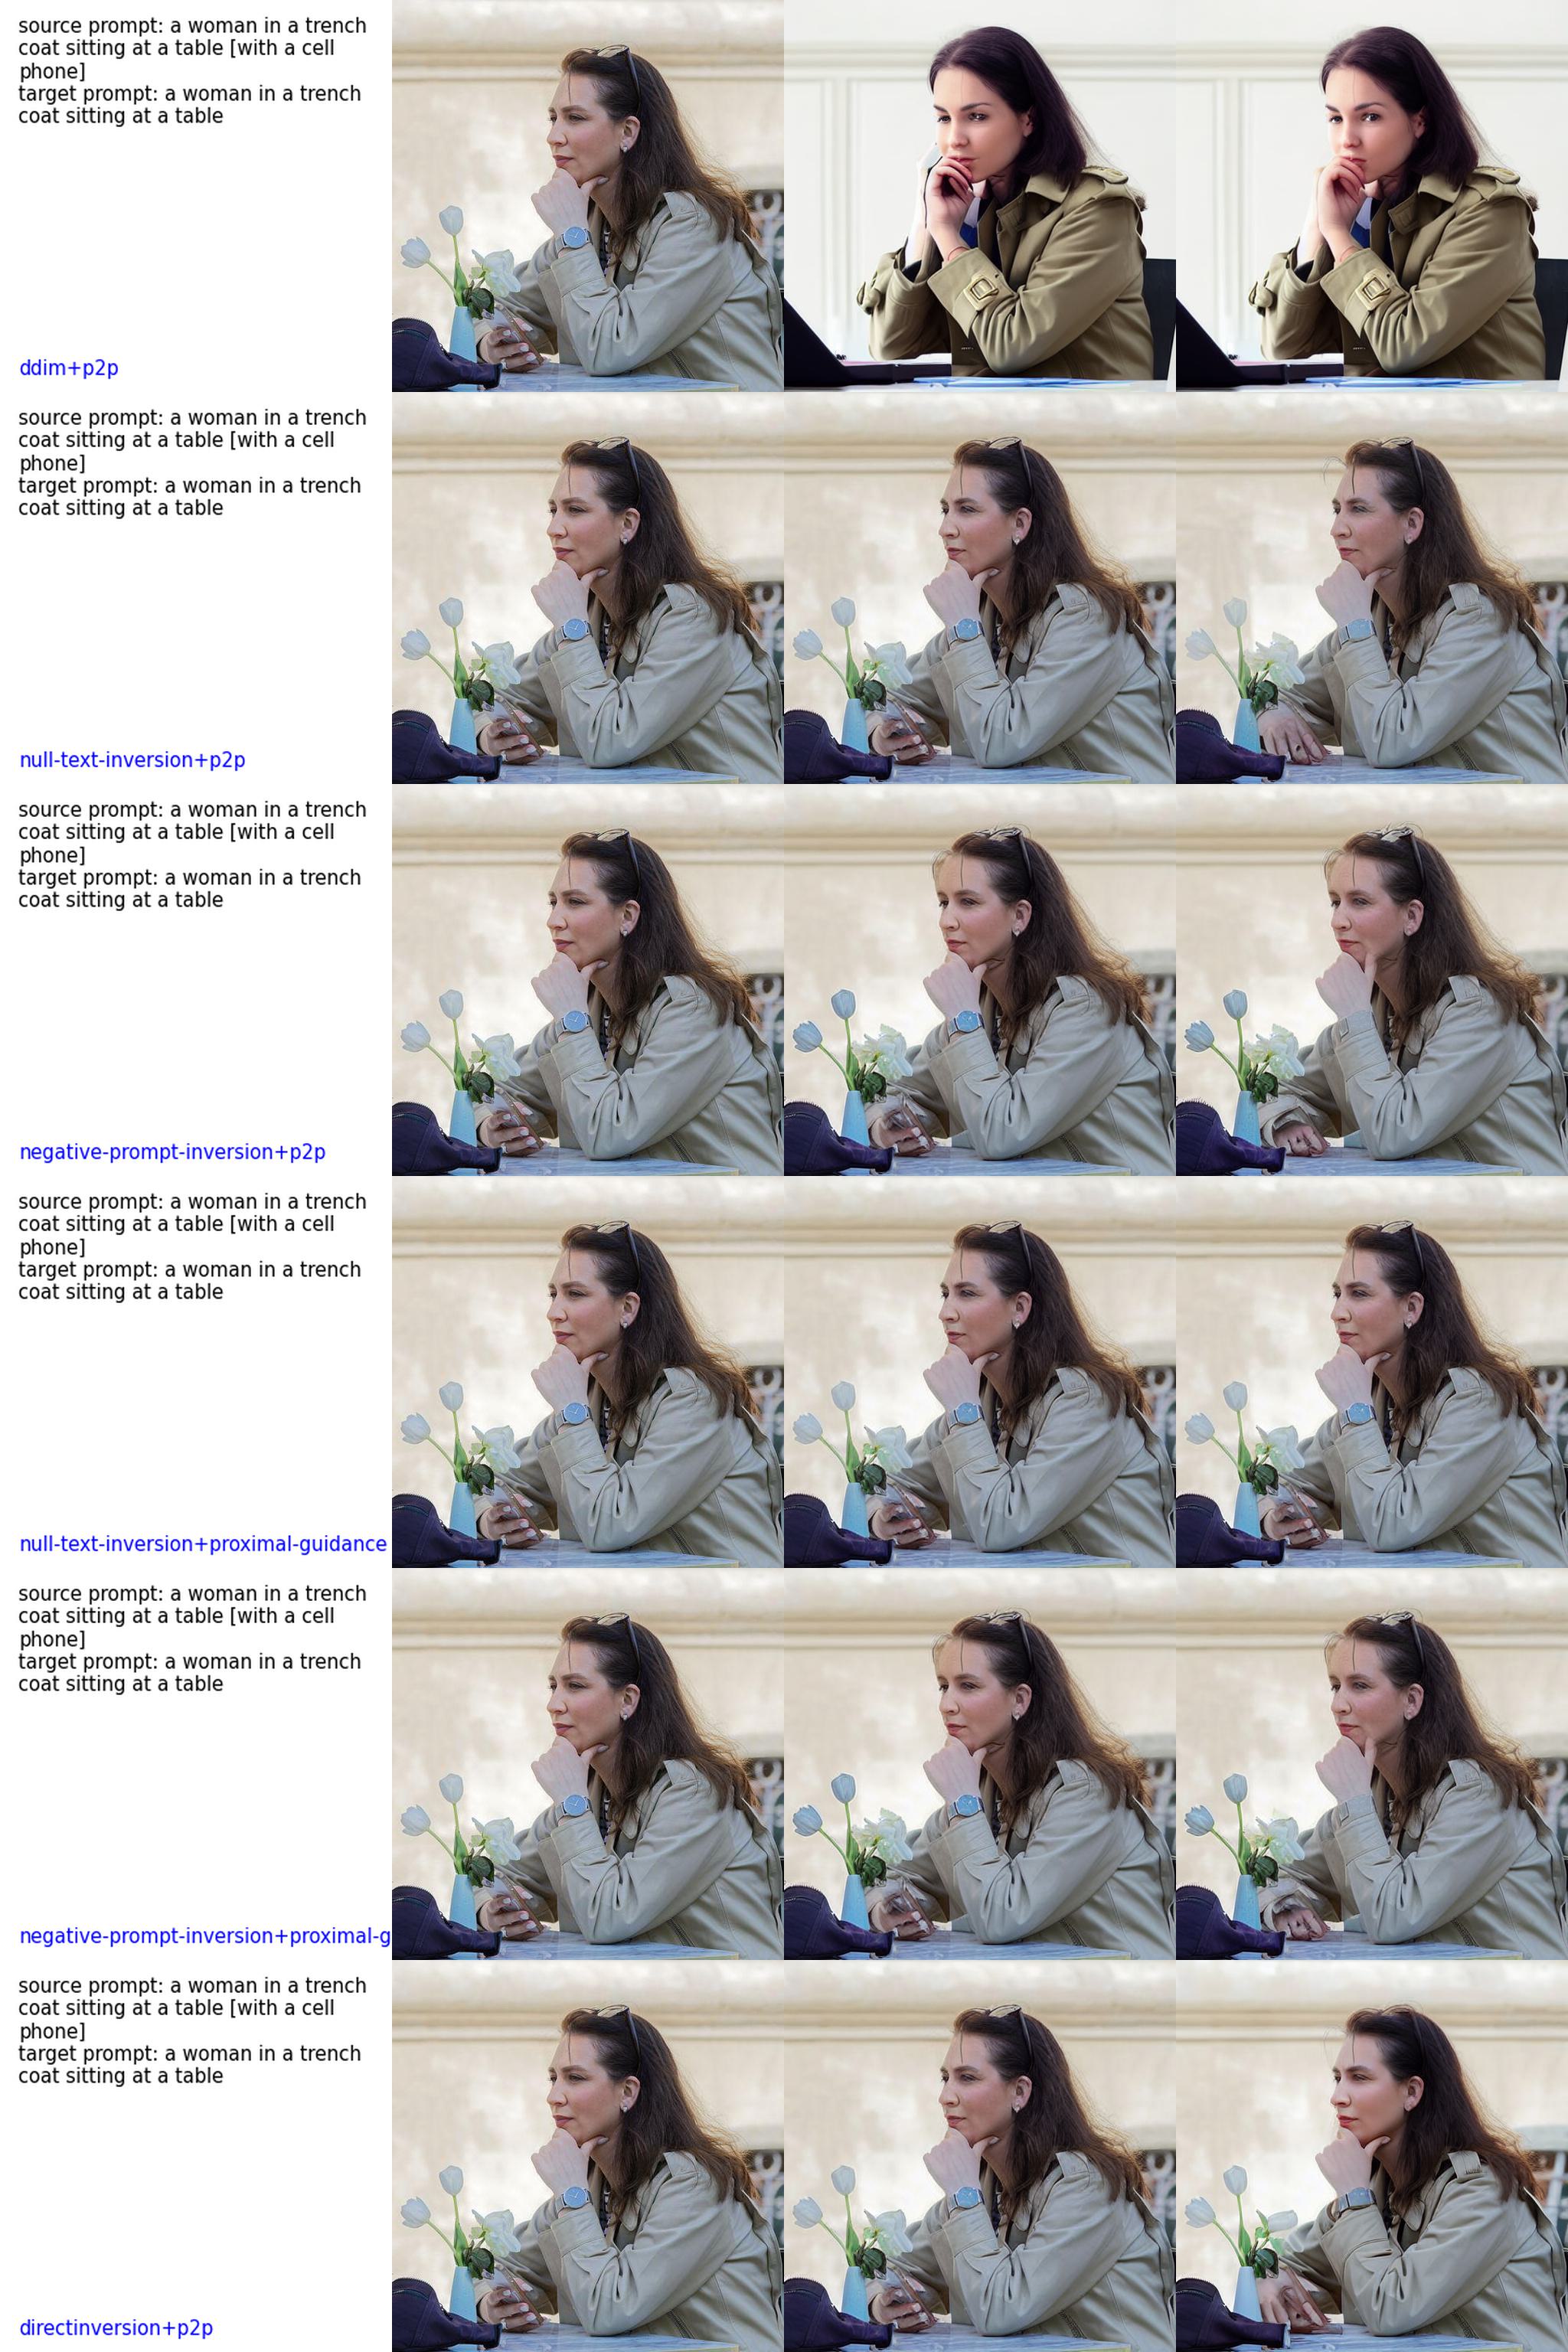 source prompt: a woman in a trench
coat sitting at a table [with a cell
phone]
target prompt: a woman in a trench
coat sitting at a table
ddim+p2p
source prompt: a woman in a trench
coat sitting at a table [with a cell
phone]
target prompt: a woman in a trench
coat sitting at a table
null-text-inversion+p2p
source prompt: a woman in a trench
coat sitting at a table [with a cell
phone]
target prompt: a woman in a trench
coat sitting at a table
negative-prompt-inversion+p2p
source prompt: a woman in a trench
coat sitting at a table [with a cell
phone]
target prompt: a woman in a trench
coat sitting at a table
null-text-inversion+proximal-guidance
source prompt: a woman in a trench
coat sitting at a table [with a cell
phone]
target prompt: a woman in a trench
coat sitting at a table
negative-prompt-inversion+proximal-g
source prompt: a woman in a trench
coat sitting at a table [with a cell
phone]
target prompt: a woman in a trench
coat sitting at a table
directinversion+p2p